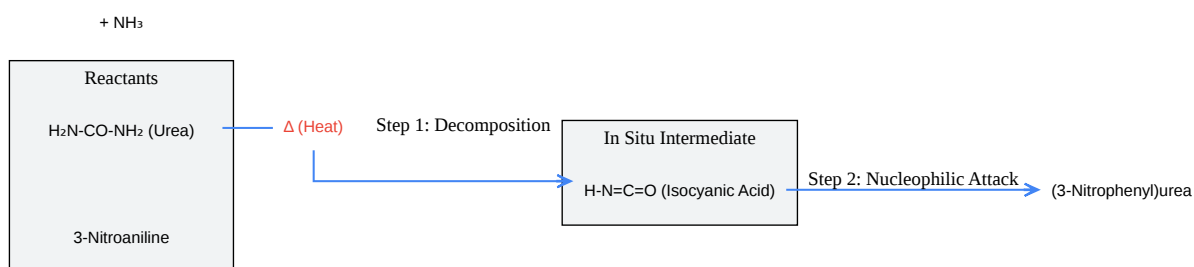 + NH₃
Reactants
H₂N-CO-NH₂ (Urea)
Δ (Heat)
Step 1: Decomposition
In Situ Intermediate
H-N=C=O (Isocyanic Acid)
Step 2: Nucleophilic Attack
(3-Nitrophenyl)urea
3-Nitroaniline